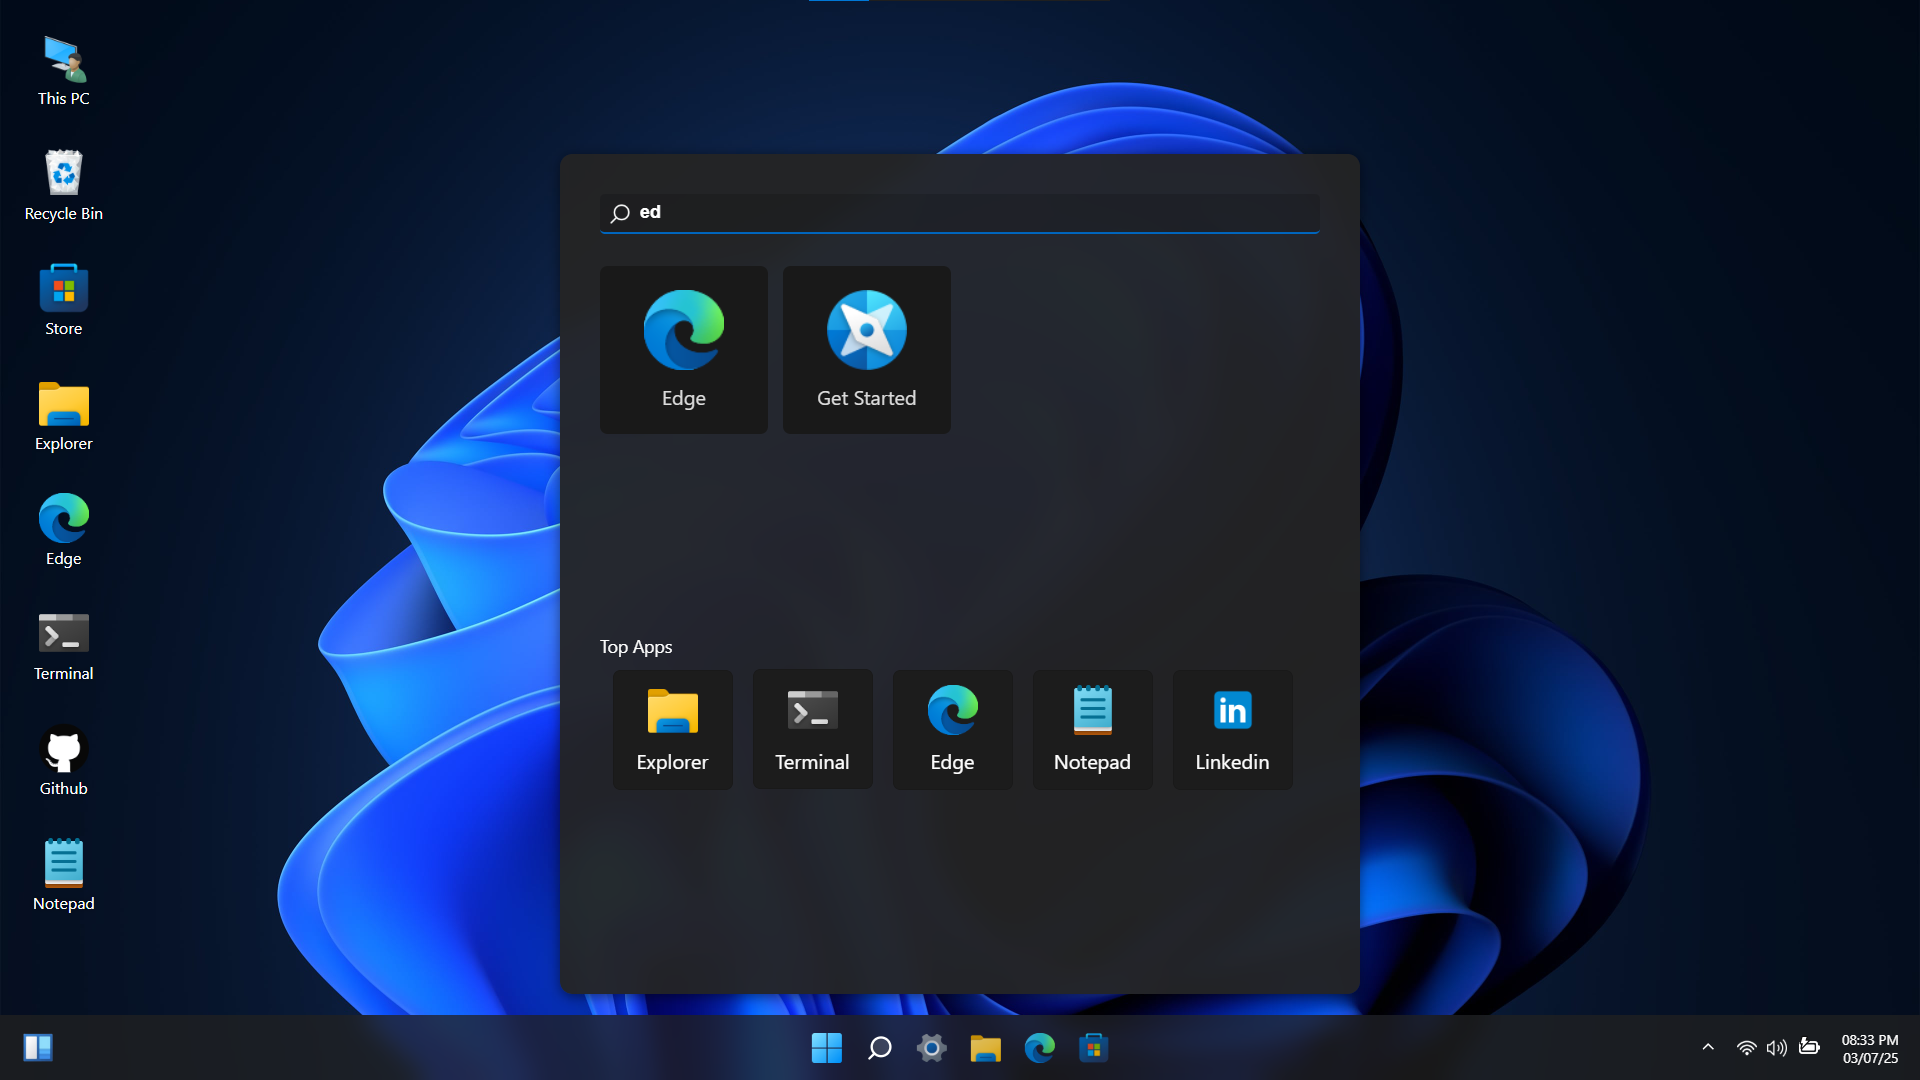 This PC
Recycle Bin
Store
Explorer
Edge
Terminal
Github
Notepad
ed
Edge
Get Started
Top Apps
Explorer
Terminal
Edge
Notepad
Linkedin
08:33 PM
03/07/25